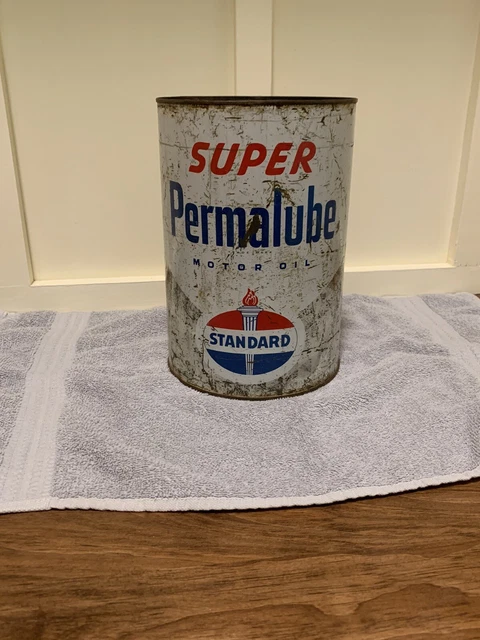 SUPER
Permalube
MOTOR OIL
STANDARD